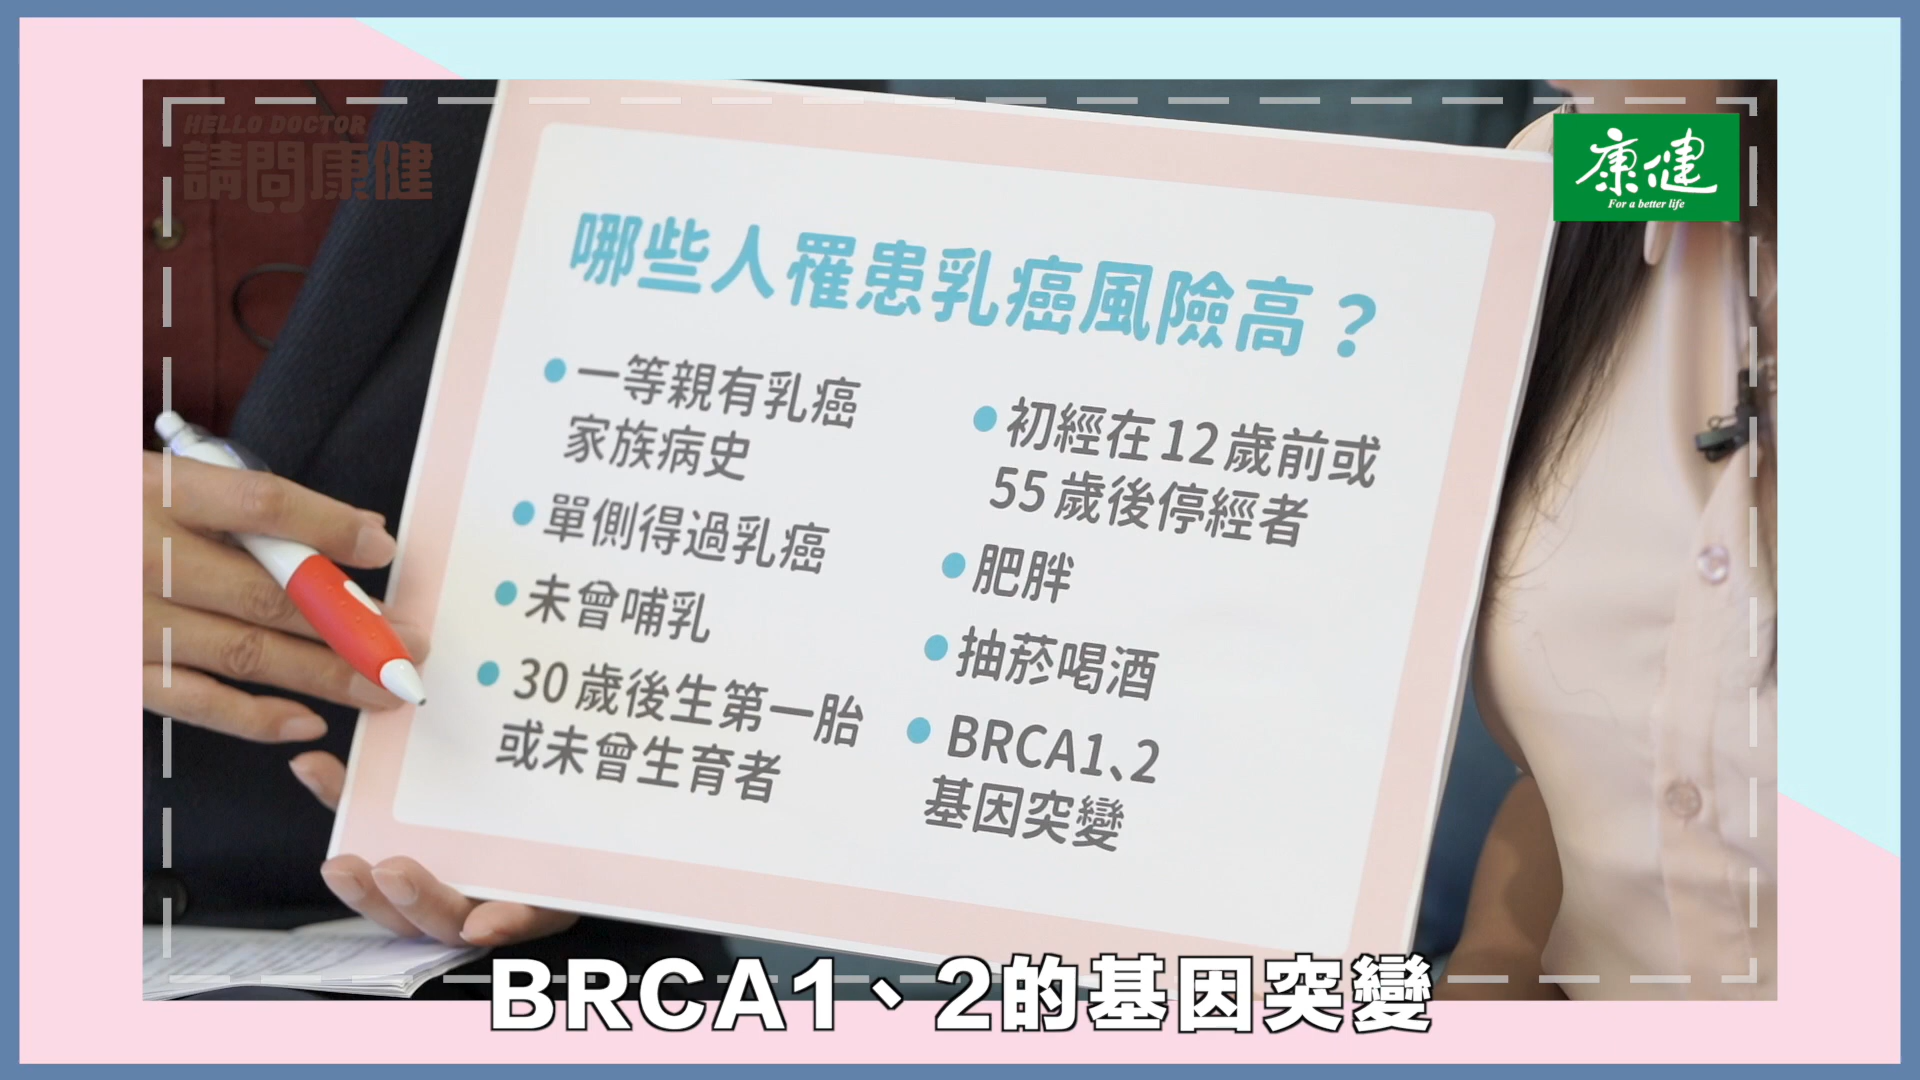 HELLO DOCTOR
請問康健
康健
For a better life
哪些人罹患乳癌風險高？
一等親有乳癌
家族病史
單側得過乳癌
未曾哺乳
30歲後生第一胎
或未曾生育者
初經在12歲前或
55歲後停經者
肥胖
抽菸喝酒
BRCA1、2
基因突變
BRCA1、2的基因突變